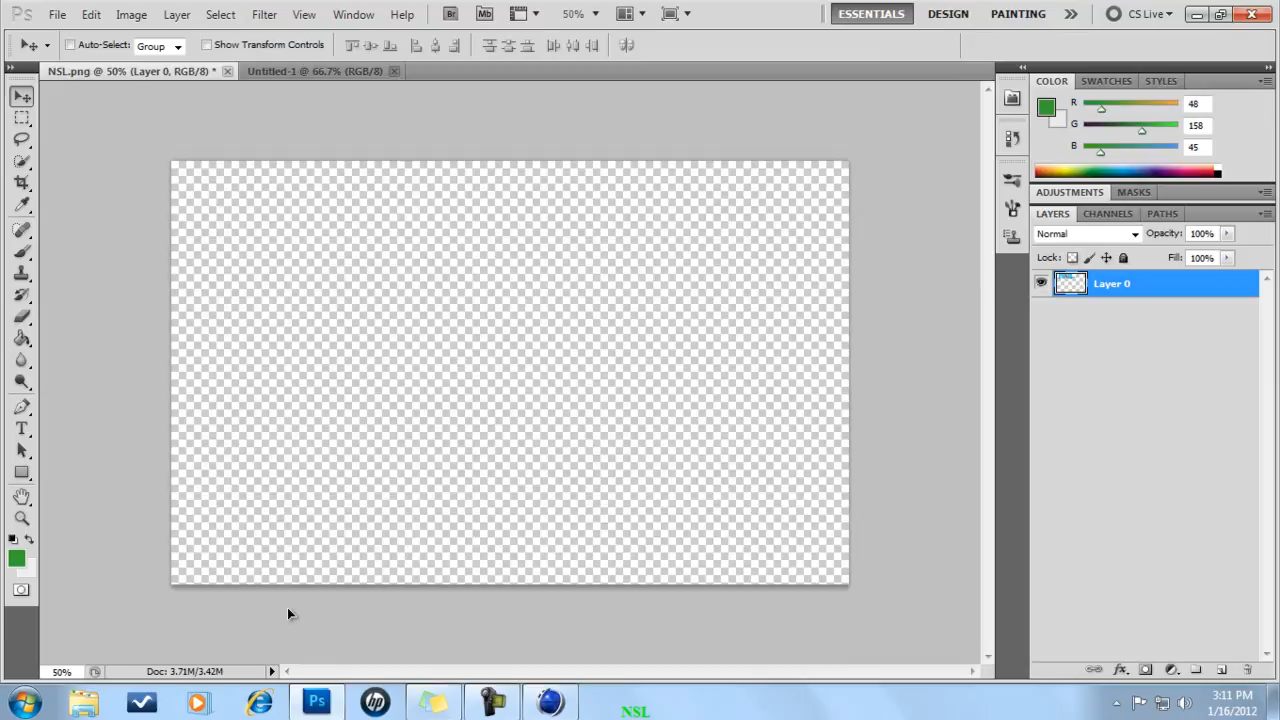 Ps File Edit Image Layer Select Filter View Window Help Br Mb 50% ESSENTIALS DESIGN PAINTING CS Live
Auto-Select: Group Show Transform Controls
NSL.png @ 50% (Layer 0, RGB/8) * Untitled-1 @ 66.7% (RGB/8)
COLOR SWATCHES STYLES
R 48
G 158
B 45
ADJUSTMENTS MASKS
LAYERS CHANNELS PATHS
Normal Opacity: 100%
Lock: Fill: 100%
Layer 0
T
50% Doc: 3.71M/3.42M
Ps hp
NSL
3:11 PM
1/16/2012